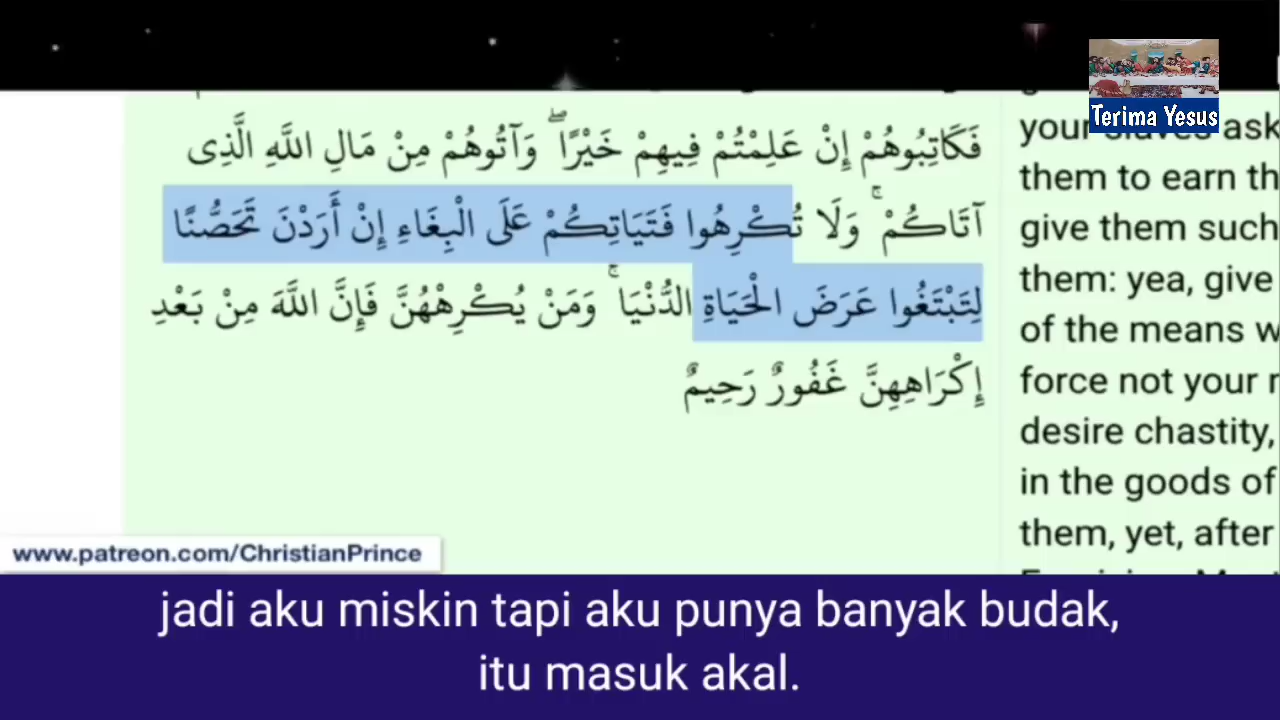 Terima Yesus
فَكَاتِبُوهُمْ إِنْ عَلِمْتُمْ فِيهِمْ خَيْرًا ۖ وَآتُوهُمْ مِنْ مَالِ اللَّهِ الَّذِى
آتَاكُمْ ۚ وَلَا تُكْرِهُوا فَتَيَاتِكُمْ عَلَى الْبِغَاءِ إِنْ أَرَدْنَ تَحَصُّنًا
لِتَبْتَغُوا عَرَضَ الْحَيَاةِ الدُّنْيَا ۚ وَمَنْ يُكْرِهْهُنَّ فَإِنَّ اللَّهَ مِنْ بَعْدِ
إِكْرَاهِهِنَّ غَفُورٌ رَحِيمٌ
your ask
them to earn th
give them such
them: yea, give
of the means w
force not your
desire chastity,
in the goods of
them, yet, after
www.patreon.com/ChristianPrince
jadi aku miskin tapi aku punya banyak budak,
itu masuk akal.